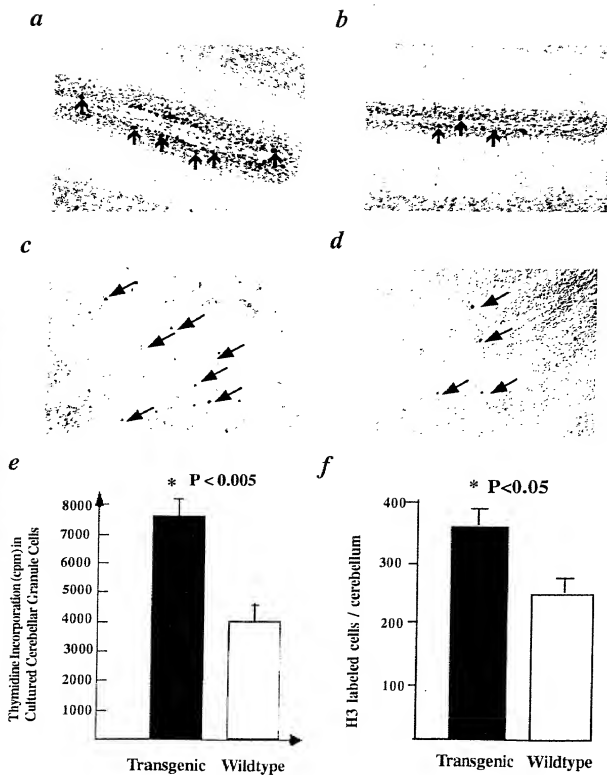 a
b
c
d
e
f
* P < 0.005
8000
7000
6000
5000
4000
3000
2000
1000
Thymidine Incorporation (cpm) in
Cultured Cerebellar Granule Cells
Transgenic Wildtype
* P<0.05
400
300
200
100
H3 labeled cells / cerebellum
Transgenic Wildtype